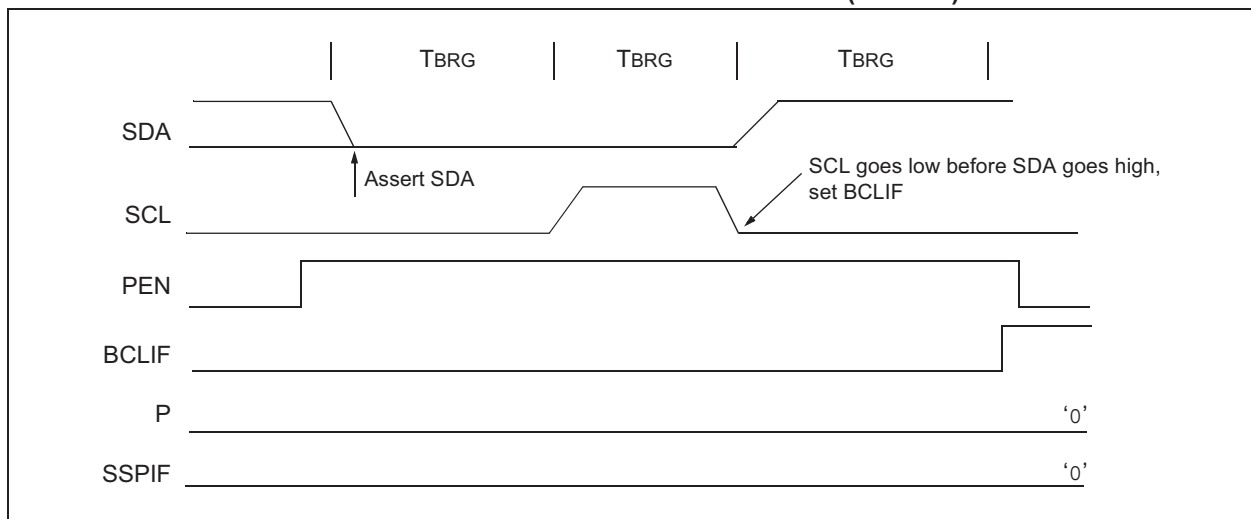 TBRG TBRG TBRG
SDA
Assert SDA
SCL goes low before SDA goes high,
set BCLIF
SCL
PEN
BCLIF
P
‘0’
SSPIF
‘0’